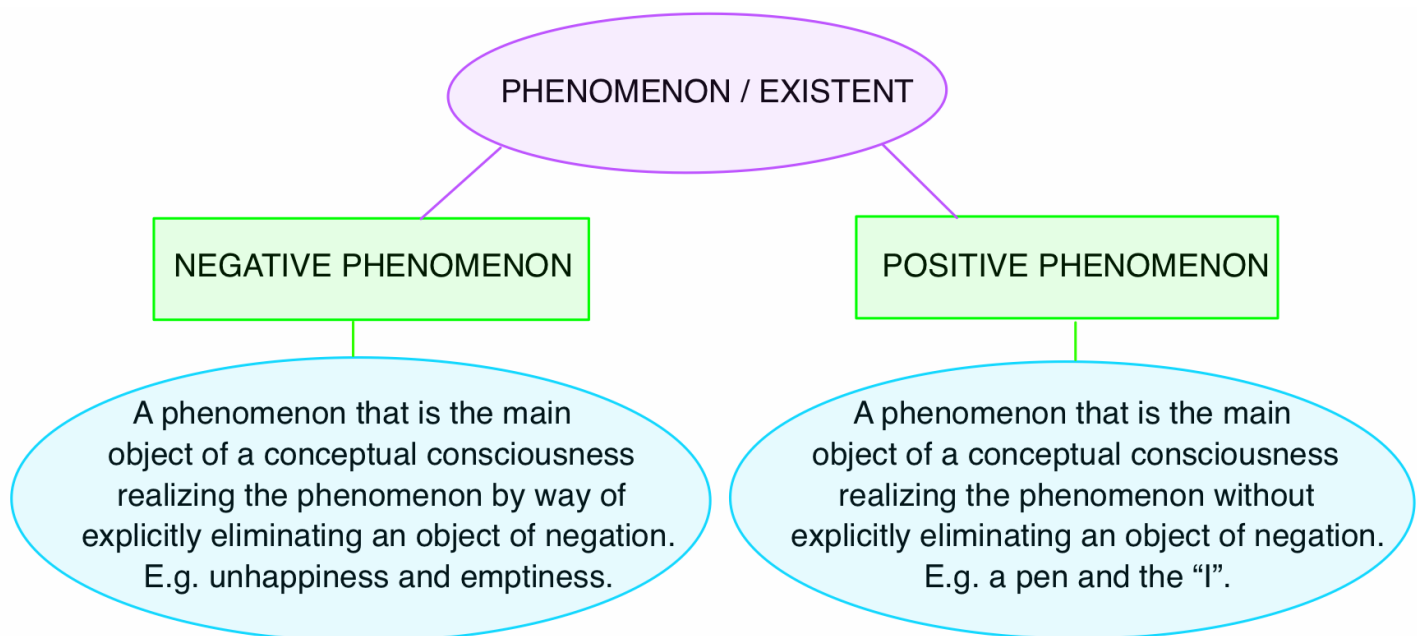 PHENOMENON / EXISTENT
NEGATIVE PHENOMENON
POSITIVE PHENOMENON
A phenomenon that is the main
object of a conceptual consciousness
realizing the phenomenon by way of
explicitly eliminating an object of negation.
E.g. unhappiness and emptiness.
A phenomenon that is the main
object of a conceptual consciousness
realizing the phenomenon without
explicitly eliminating an object of negation.
E.g. a pen and the “I”.